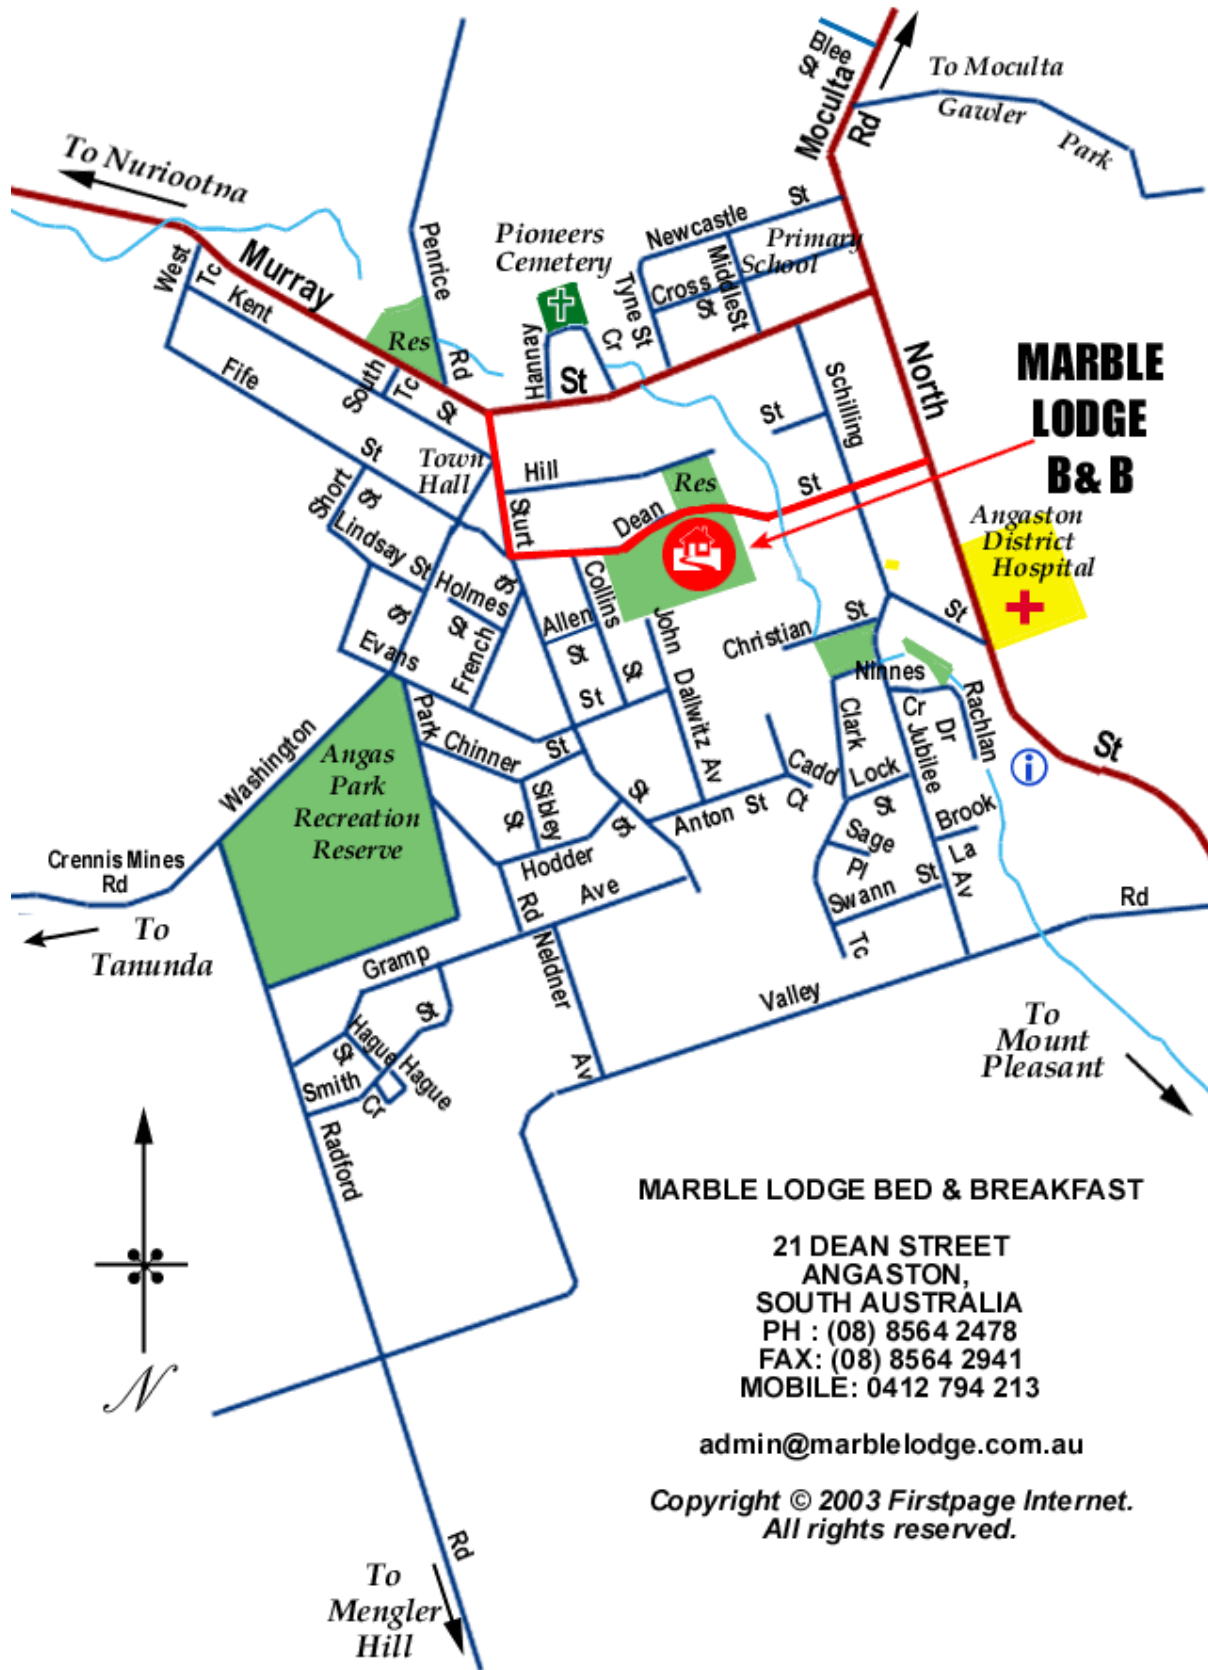 Blee
St
To Moculta
Moculta
Rd
Gawler
Park
To Nuriootna
Newcastle
St
Pioneers
Cemetery
Primary
School
Penrice
Rd
West
Tc
Murray
Kent
St
Tyne St
Cross
St
Middle St
Hannay
Cr
St
Res
South
Tc
Fife
St
North
MARBLE
LODGE
B & B
Schilling
St
Town
Hall
Hill
Res
Short
St
Sturt
Dean
St
Angaston
District
Hospital
Lindsay St
Holmes
St
St
Collins
St
Allen
St
John
Dallwitz
Av
Christian
St
St
Evans
St
French
St
Ninnes
Cr
Rachlan
Dr
Clark
Jubilee
Av
Washington
Park
Chinner
St
Angas
Park
Recreation
Reserve
Sibley
St
St
St
Anton St
Cadd
Ct
Lock
St
St
Brook
La
Sage
Pl
Swann
St
Tc
Crennis Mines
Rd
Hodder
Rd
Ave
Rd
To
Tanunda
Gramp
Neldner
Av
Valley
To
Mount
Pleasant
St
Hague
St
Hague
Smith
Cr
Radford
MARBLE LODGE BED & BREAKFAST
21 DEAN STREET
ANGASTON,
SOUTH AUSTRALIA
PH : (08) 8564 2478
FAX: (08) 8564 2941
MOBILE: 0412 794 213
N
admin@marblelodge.com.au
Copyright © 2003 Firstpage Internet.
All rights reserved.
Rd
To
Mengler
Hill